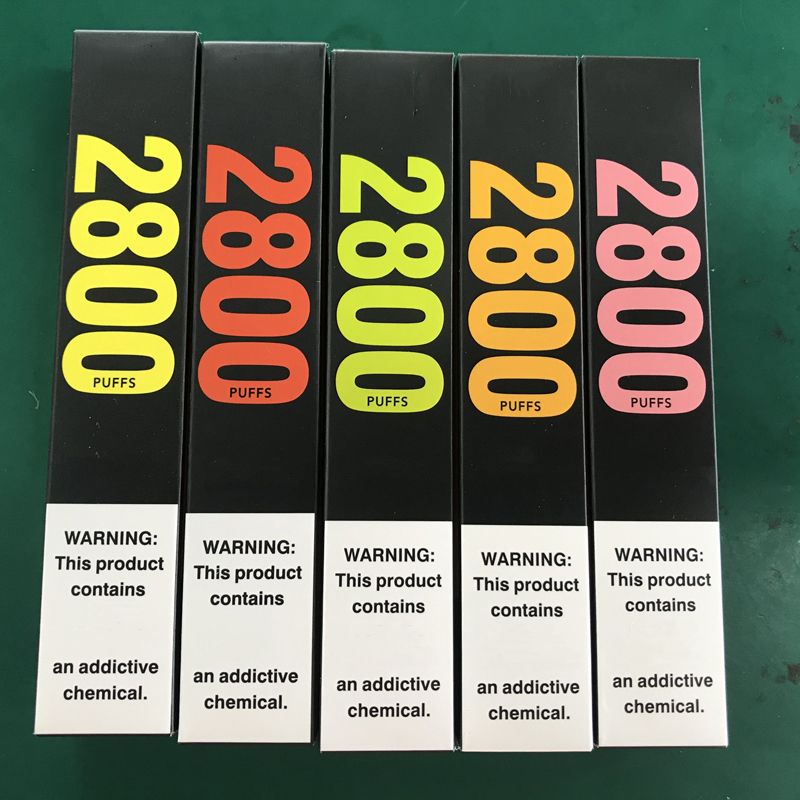 2800
PUFFS
WARNING:
This product
contains
an addictive
chemical.
2800
PUFFS
WARNING:
This product
contains
an addictive
chemical.
2800
PUFFS
WARNING:
This product
contains
an addictive
chemical.
2800
PUFFS
WARNING:
This product
contains
an addictive
chemical.
2800
PUFFS
WARNING:
This product
contains
an addictive
chemical.